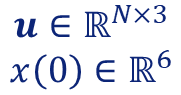 𝒖 ∈ ℝ^{N×3}
x(0) ∈ ℝ^6